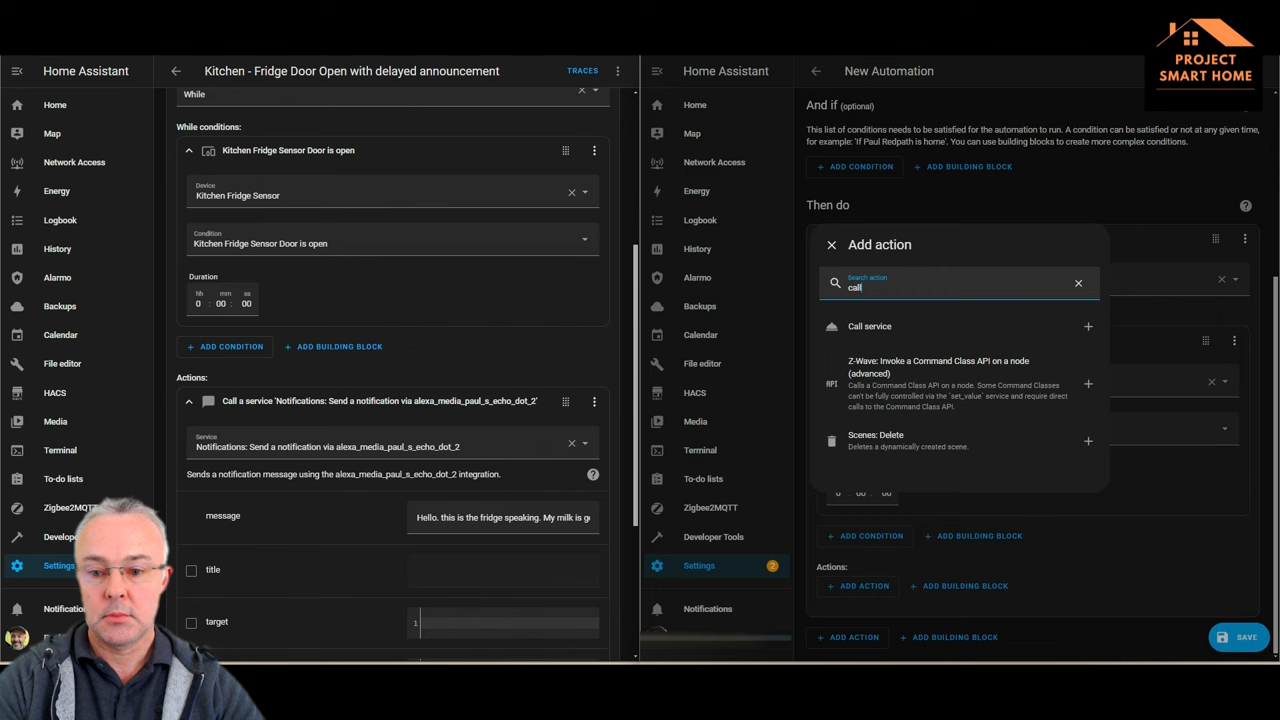 PROJECT
SMART HOME
Home Assistant
Home
Map
Network Access
Energy
Logbook
History
Alarmo
Backups
Calendar
File editor
HACS
Media
Terminal
To-do lists
Zigbee2MQTT
Settings
Kitchen - Fridge Door Open with delayed announcement
TRACES
While
While conditions:
Kitchen Fridge Sensor Door is open
Device
Kitchen Fridge Sensor
Condition
Kitchen Fridge Sensor Door is open
Duration
hh mm ss
0 : 00 : 00
+ ADD CONDITION
+ ADD BUILDING BLOCK
Actions:
Call a service 'Notifications: Send a notification via alexa_media_paul_s_echo_dot_2'
Service
Notifications: Send a notification via alexa_media_paul_s_echo_dot_2
Sends a notification message using the alexa_media_paul_s_echo_dot_2 integration.
message
Hello. this is the fridge speaking. My milk is g
title
target
1
Home Assistant
Home
Map
Network Access
Energy
Logbook
History
Alarmo
Backups
Calendar
File editor
HACS
Media
Terminal
To-do lists
Zigbee2MQTT
Developer Tools
Settings
2
Notifications
New Automation
And if (optional)
This list of conditions needs to be satisfied for the automation to run. A condition can be satisfied or not at any given time,
for example: 'If Paul Redpath is home'. You can use building blocks to create more complex conditions.
+ ADD CONDITION
+ ADD BUILDING BLOCK
Then do
Add action
Search action
call
Call service
Z-Wave: Invoke a Command Class API on a node
(advanced)
API
Calls a Command Class API on a node. Some Command Classes
can't be fully controlled via the `set_value` service and require direct
calls to the Command Class API.
Scenes: Delete
Deletes a dynamically created scene.
0 : 00 : 00
+ ADD CONDITION
+ ADD BUILDING BLOCK
Actions:
+ ADD ACTION
+ ADD BUILDING BLOCK
+ ADD ACTION
+ ADD BUILDING BLOCK
SAVE